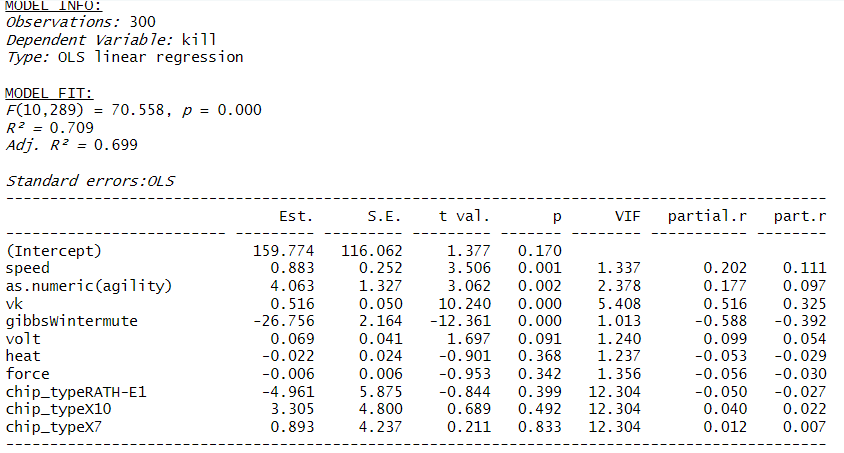 MODEL INFO:
Observations: 300
Dependent Variable: kill
Type: OLS linear regression
MODEL FIT:
F(10,289) = 70.558, p = 0.000
R² = 0.709
Adj. R² = 0.699
Standard errors:OLS
Est. S.E. t val. p VIF partial.r part.r
(Intercept) 159.774 116.062 1.377 0.170
speed 0.883 0.252 3.506 0.001 1.337 0.202 0.111
as.numeric(agility) 4.063 1.327 3.062 0.002 2.378 0.177 0.097
vk 0.516 0.050 10.240 0.000 5.408 0.516 0.325
gibbsWintermute -26.756 2.164 -12.361 0.000 1.013 -0.588 -0.392
volt 0.069 0.041 1.697 0.091 1.240 0.099 0.054
heat -0.022 0.024 -0.901 0.368 1.237 -0.053 -0.029
force -0.006 0.006 -0.953 0.342 1.356 -0.056 -0.030
chip_typeRATH-E1 -4.961 5.875 -0.844 0.399 12.304 -0.050 -0.027
chip_typeX10 3.305 4.800 0.689 0.492 12.304 0.040 0.022
chip_typeX7 0.893 4.237 0.211 0.833 12.304 0.012 0.007